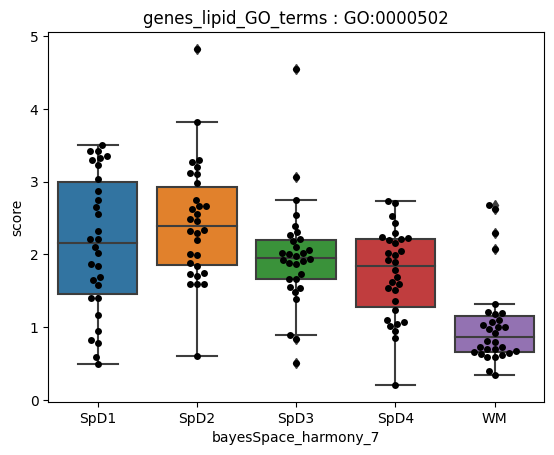 genes_lipid_GO_terms : GO:0000502
5
4
3
2
1
0
score
SpD1 SpD2 SpD3 SpD4 WM
bayesSpace_harmony_7